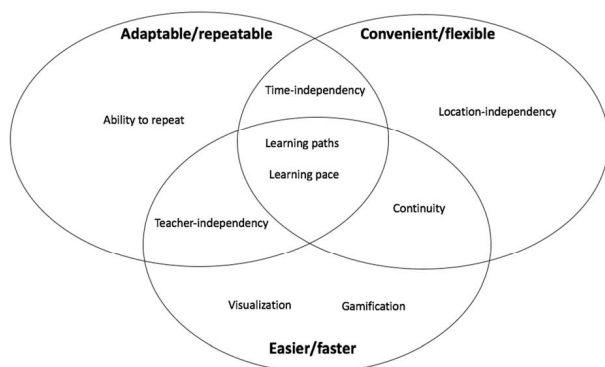 Adaptable/repeatable
Convenient/flexible
Time-independency
Ability to repeat
Location-independency
Learning paths
Learning pace
Teacher-independency
Continuity
Visualization
Gamification
Easier/faster